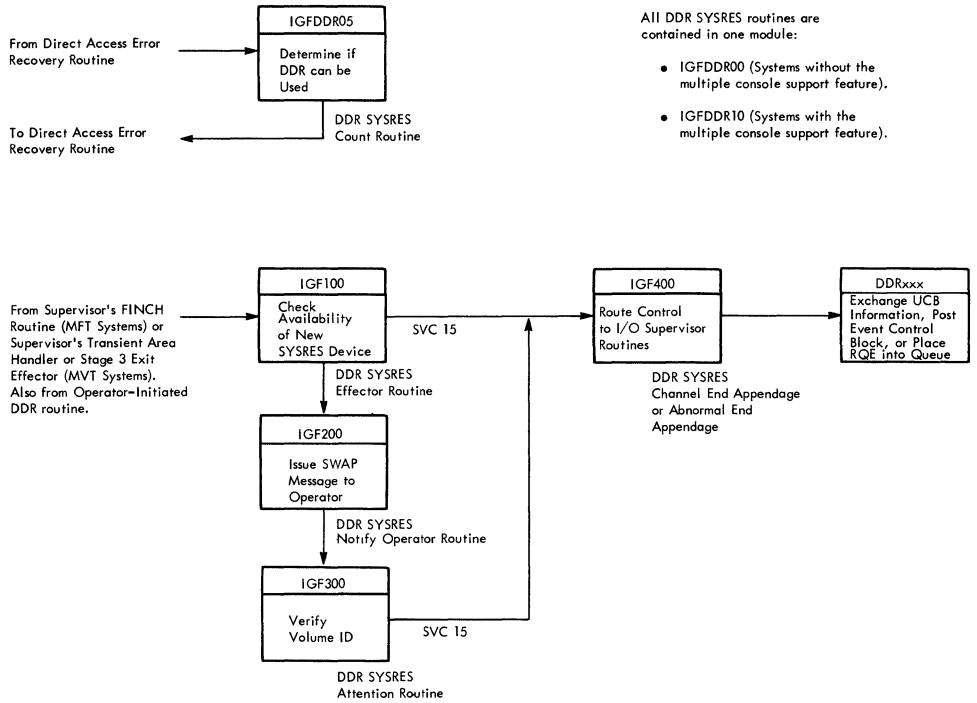 IGFDDR05
From Direct Access Error
Recovery Routine
Determine if
DDR can be
Used
DDR SYSRES
Count Routine
To Direct Access Error
Recovery Routine
All DDR SYSRES routines are
contained in one module:
• IGFDDR00 (Systems without the
multiple console support feature).
• IGFDDR10 (Systems with the
multiple console support feature).
From Supervisor's FINCH
Routine (MFT Systems) or
Supervisor's Transient Area
Handler or Stage 3 Exit
Effector (MVT Systems).
Also from Operator-Initiated
DDR routine.
IGF100
Check
Availability
of New
SYSRES Device
SVC 15
DDR SYSRES
Effector Routine
IGF200
Issue SWAP
Message to
Operator
DDR SYSRES
Notify Operator Routine
IGF300
Verify
Volume ID
SVC 15
DDR SYSRES
Attention Routine
IGF400
Route Control
to I/O Supervisor
Routines
DDR SYSRES
Channel End Appendage
or Abnormal End
Appendage
DDRxxx
Exchange UCB
Information, Post
Event Control
Block, or Place
RQE into Queue